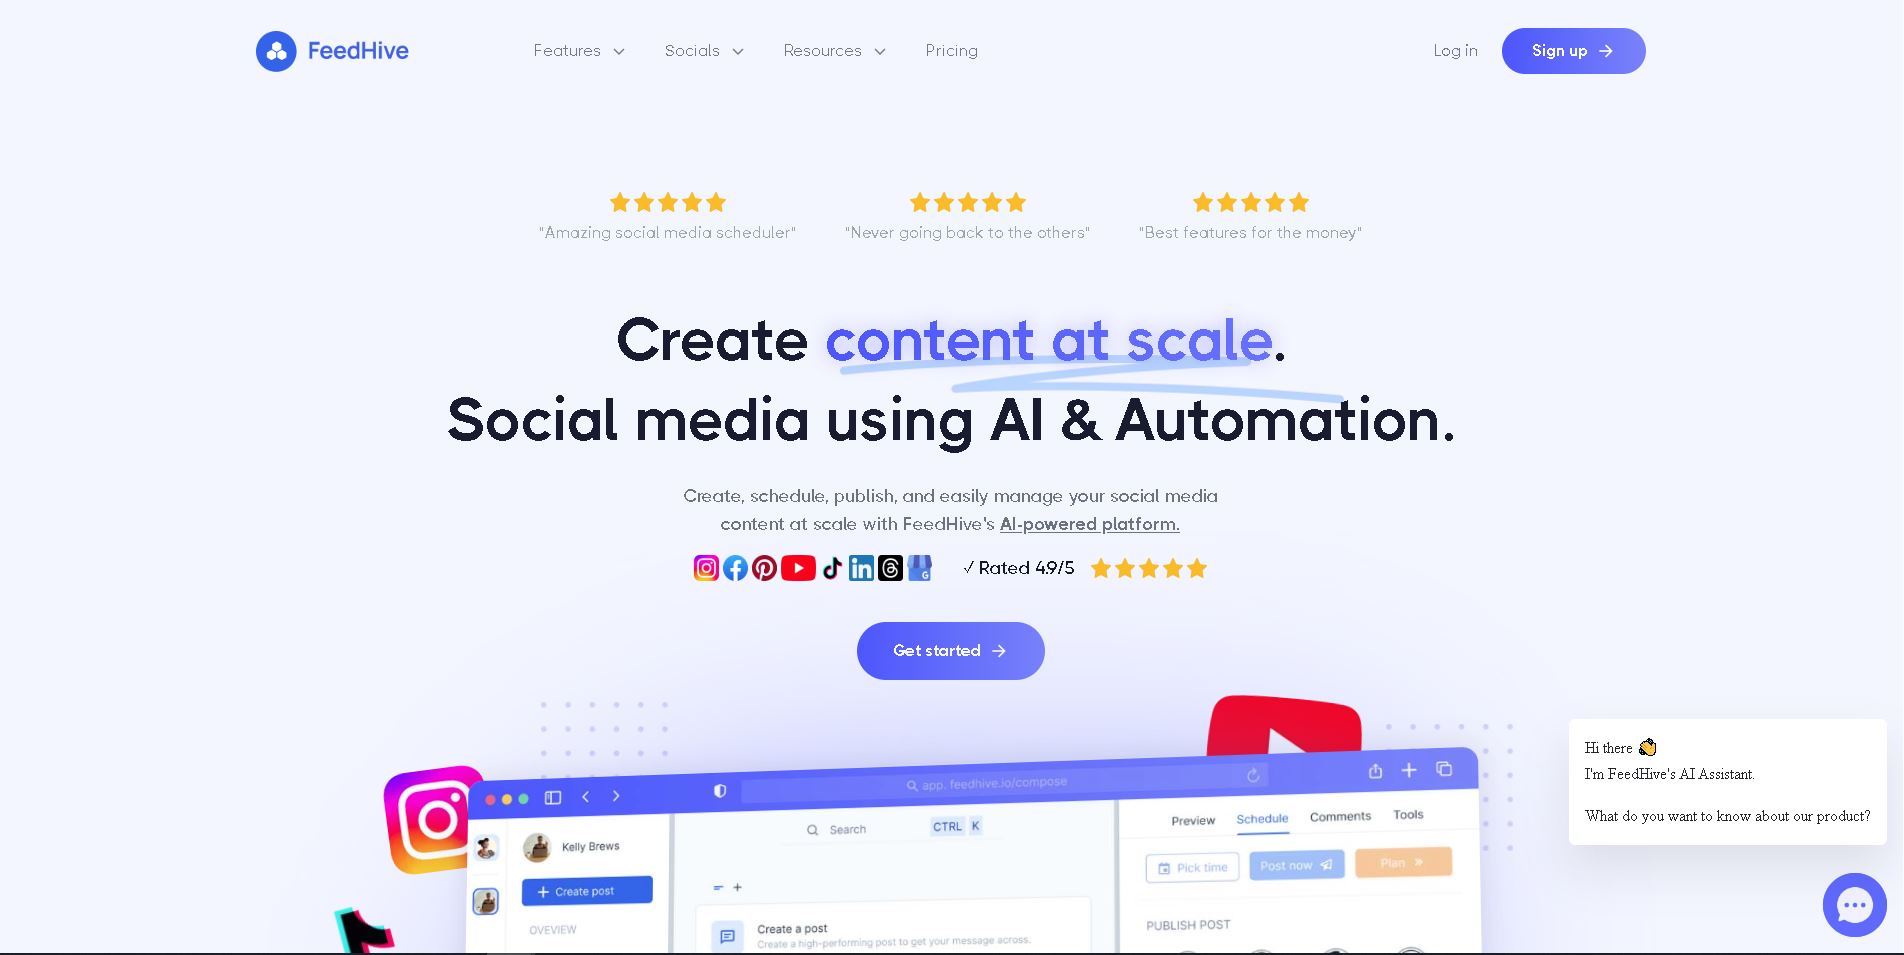 FeedHive
Features
Socials
Resources
Pricing
Log in
Sign up
"Amazing social media scheduler"
"Never going back to the others"
"Best features for the money"
Create content at scale.
Social media using AI & Automation.
Create, schedule, publish, and easily manage your social media
content at scale with FeedHive's AI-powered platform.
✓ Rated 4.9/5
Get started
app. feedhive.io/compose
Kelly Brews
Search
CTRL K
Preview
Schedule
Comments
Tools
Create post
Pick time
Post now
Plan
OVEVIEW
Create a post
Create a high-performing post to get your message across.
PUBLISH POST
Hi there 👋
I'm FeedHive's AI Assistant.
What do you want to know about our product?